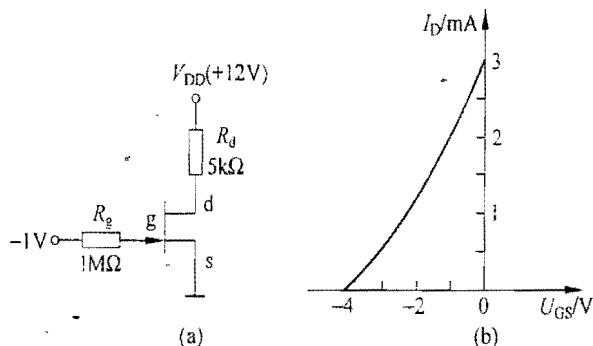 V_DD(+12V)
R_d
5kΩ
d
g
R_g
−1V
1MΩ
s
(a)
I_D/mA
3
2
1
−4
−2
0
U_GS/V
(b)